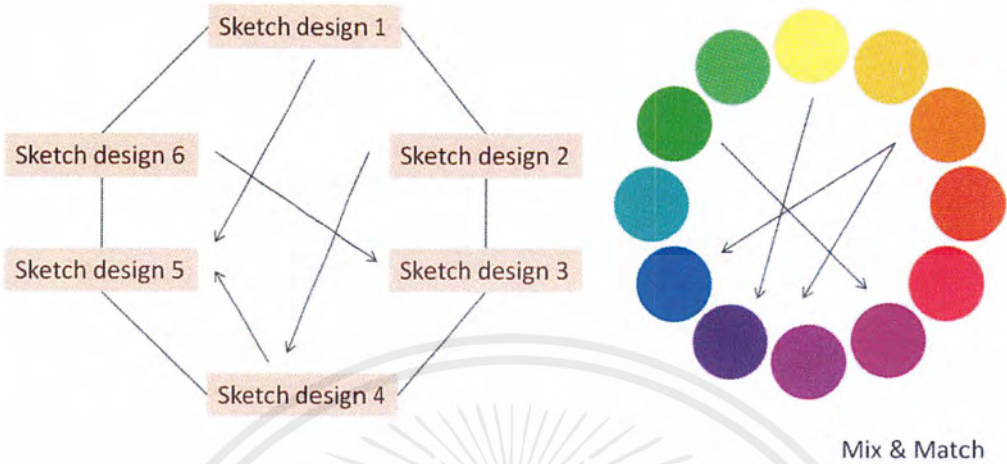 Sketch design 1
Sketch design 6
Sketch design 2
Sketch design 5
Sketch design 3
Sketch design 4
Mix & Match